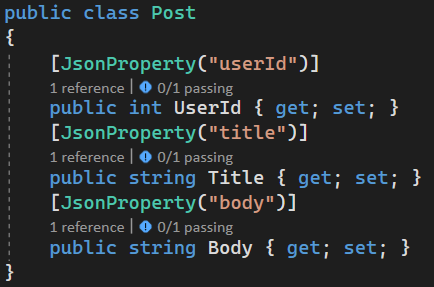 public class Post
{
[JsonProperty("userId")]
1 reference | 0/1 passing
public int UserId { get; set; }
[JsonProperty("title")]
1 reference | 0/1 passing
public string Title { get; set; }
[JsonProperty("body")]
1 reference | 0/1 passing
public string Body { get; set; }
}